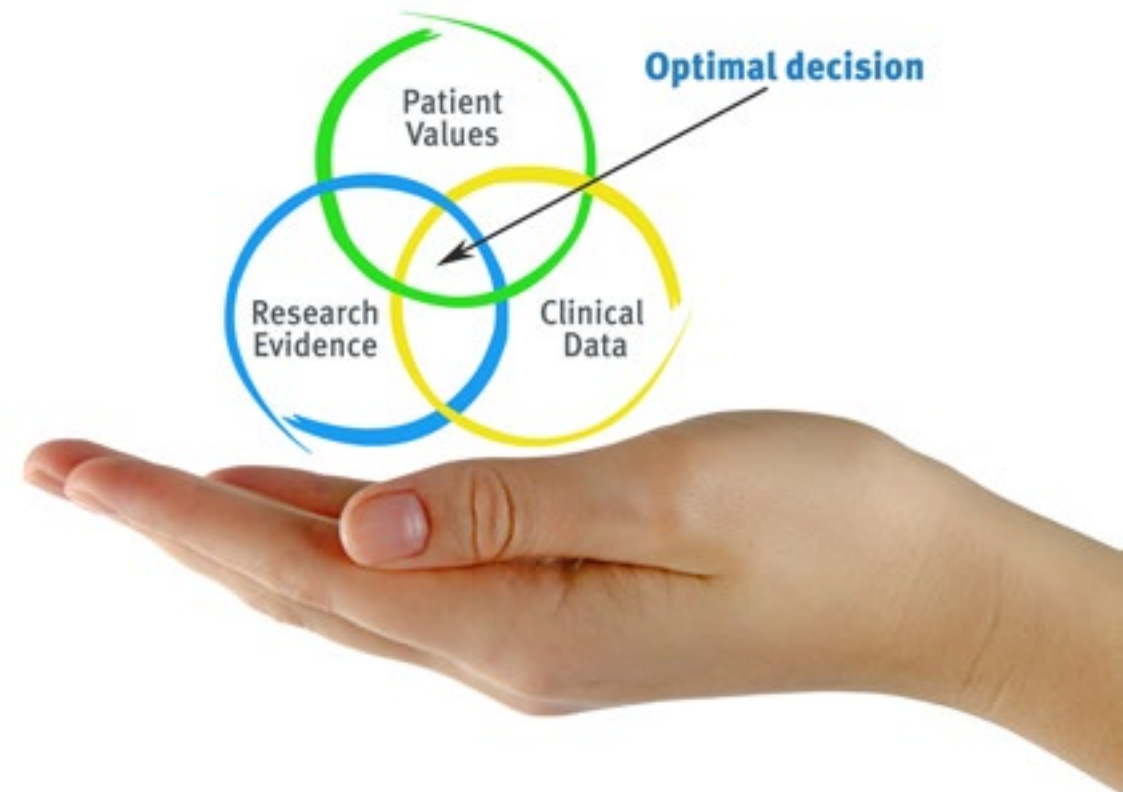 Optimal decision
Patient
Values
Research
Evidence
Clinical
Data